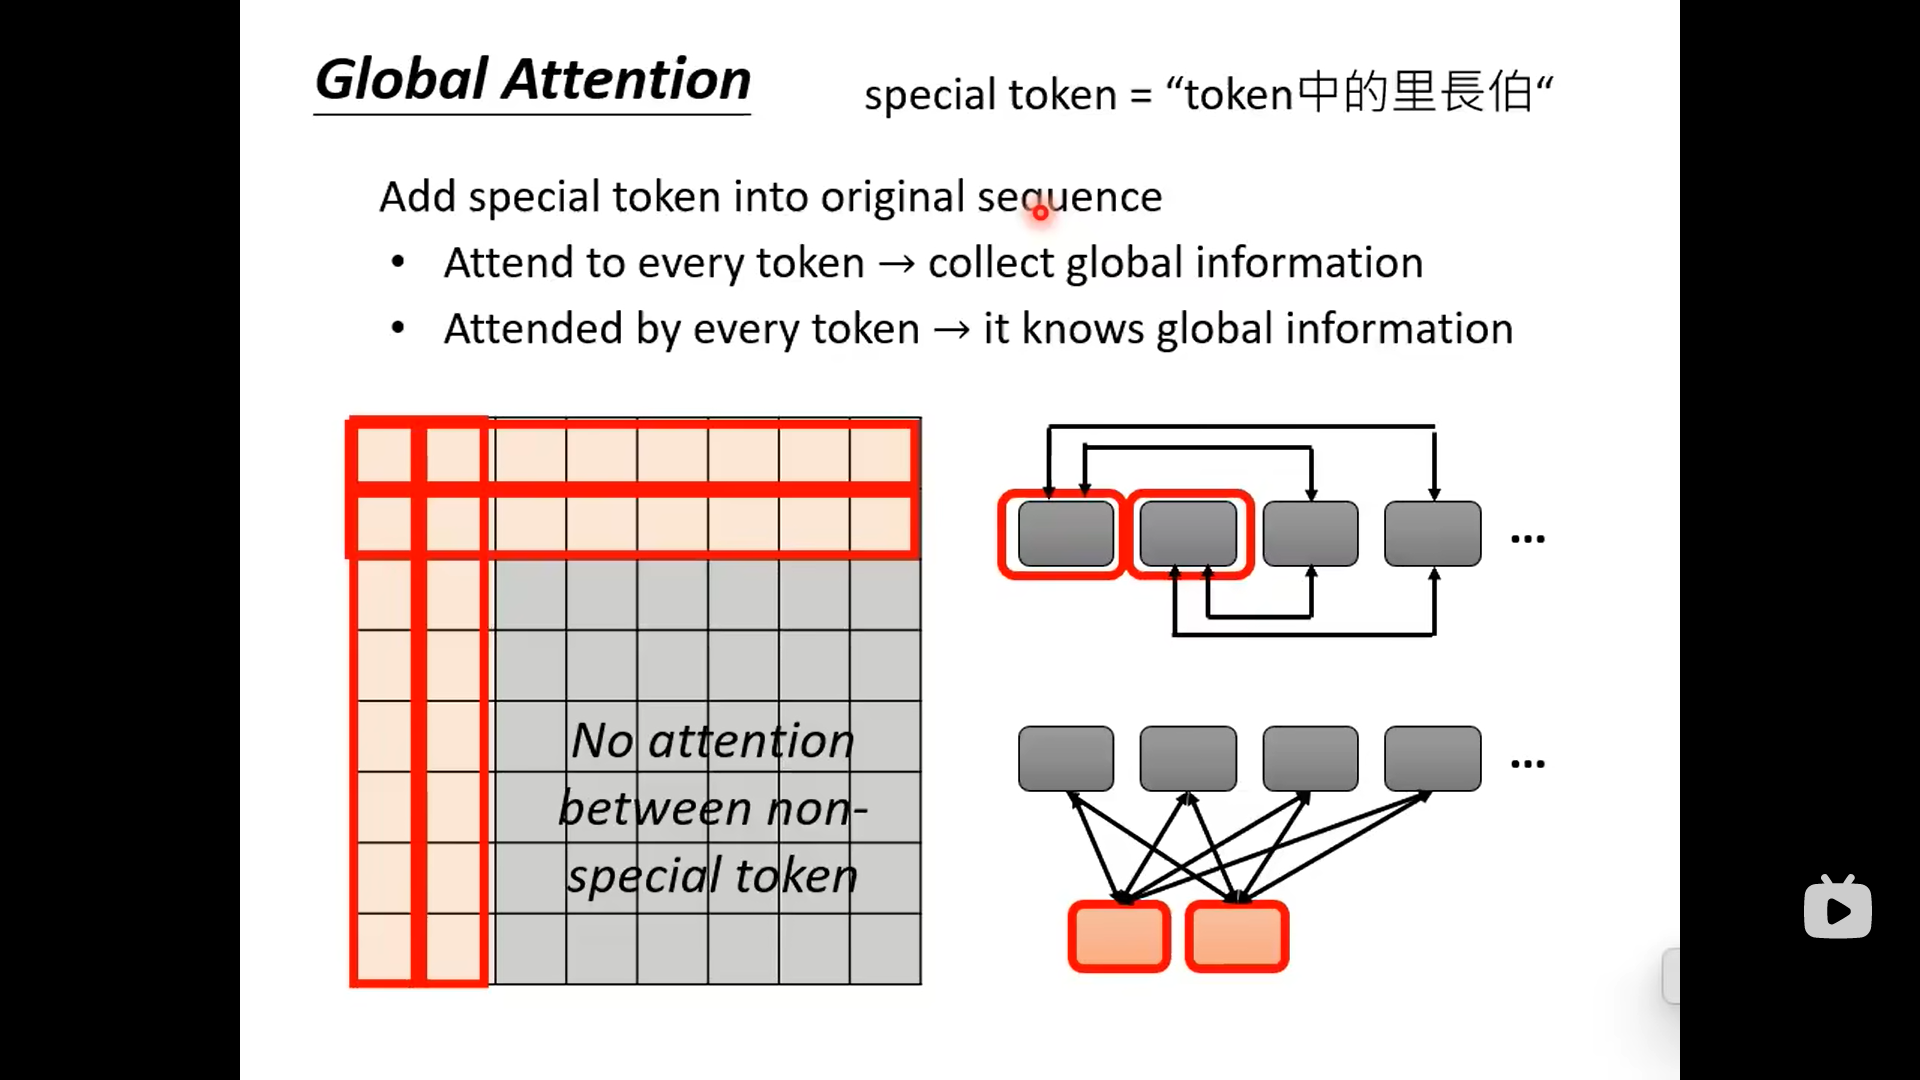 Global Attention
special token = “token中的里長伯“
Add special token into original sequence
• Attend to every token → collect global information
• Attended by every token → it knows global information
No attention
between non-
special token
...
...